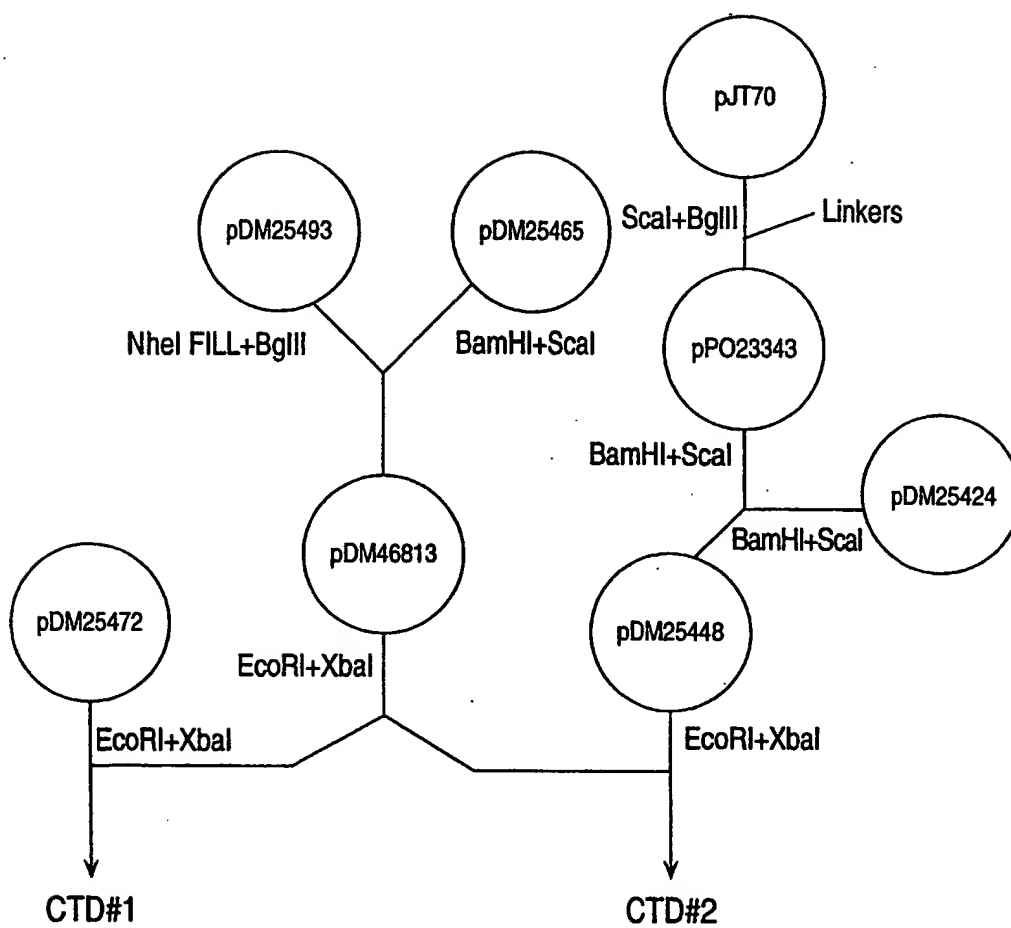 pJT70
ScaI+BglII
Linkers
pDM25493
pDM25465
NheI FILL+BglII
BamHI+ScaI
pPO23343
BamHI+ScaI
pDM25424
BamHI+ScaI
pDM46813
pDM25472
pDM25448
EcoRI+XbaI
EcoRI+XbaI
EcoRI+XbaI
CTD#1
CTD#2